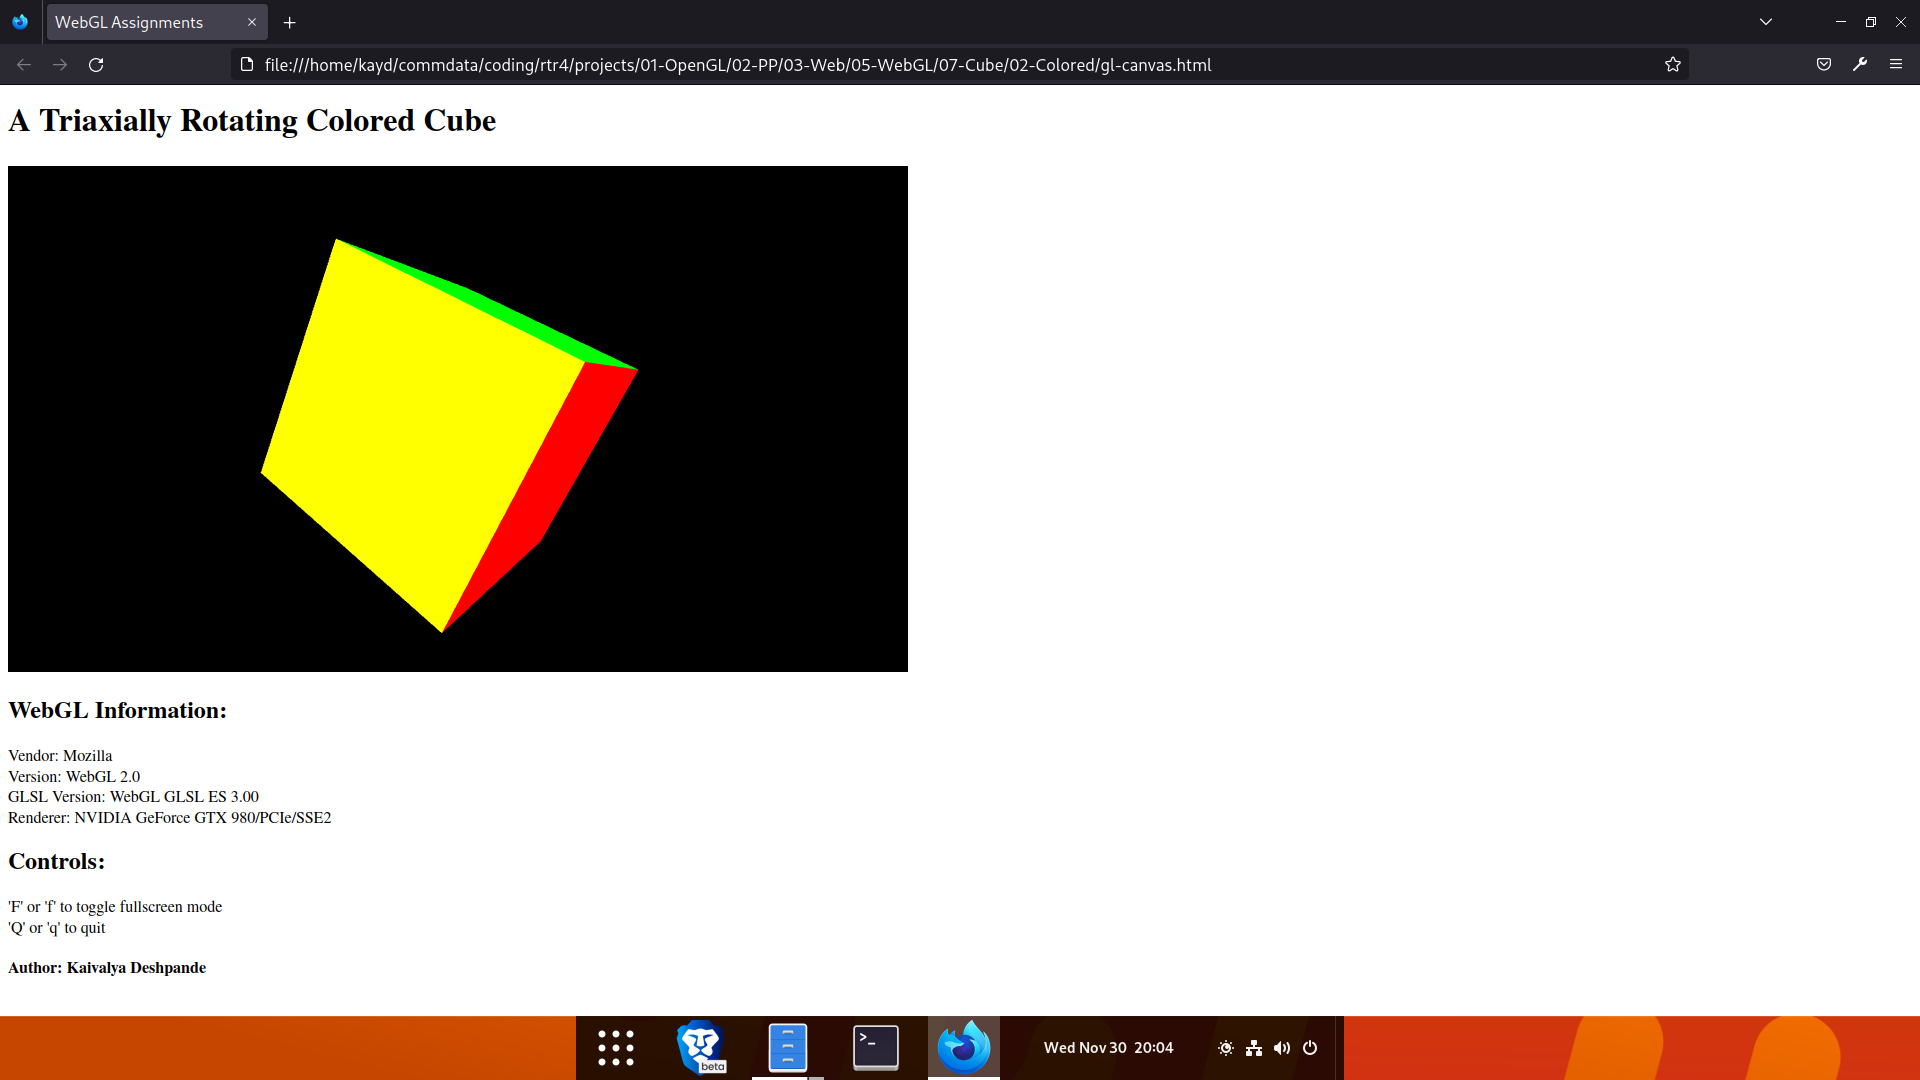 WebGL Assignments
file:///home/kayd/commdata/coding/rtr4/projects/01-OpenGL/02-PP/03-Web/05-WebGL/07-Cube/02-Colored/gl-canvas.html
A Triaxially Rotating Colored Cube
WebGL Information:
Vendor: Mozilla
Version: WebGL 2.0
GLSL Version: WebGL GLSL ES 3.00
Renderer: NVIDIA GeForce GTX 980/PCIe/SSE2
Controls:
'F' or 'f' to toggle fullscreen mode
'Q' or 'q' to quit
Author: Kaivalya Deshpande
beta
>_
Wed Nov 30 20:04